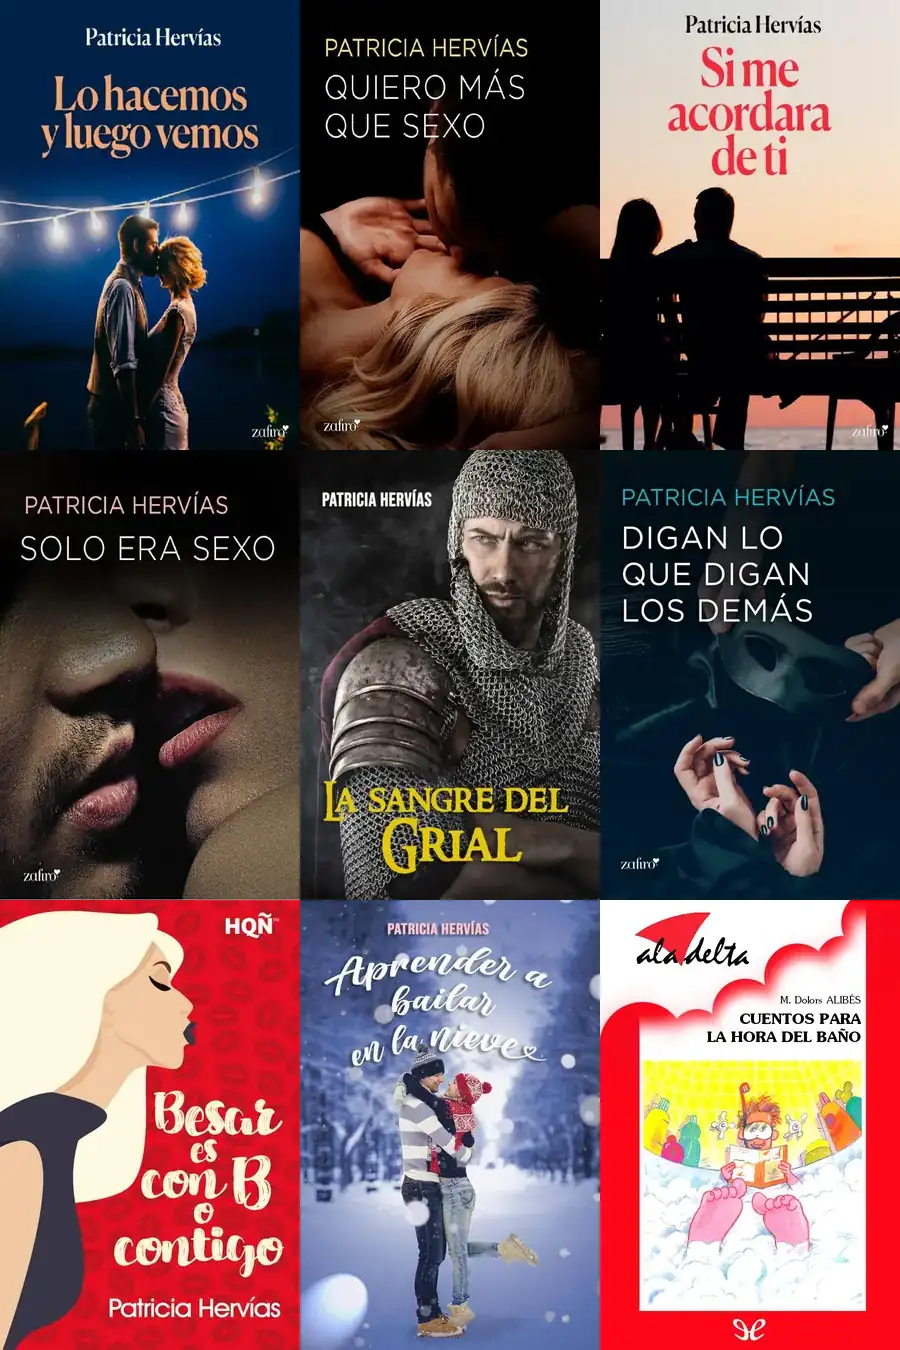 Patricia Hervías
Lo hacemos
y luego vemos
zafiro
PATRICIA HERVÍAS
QUIERO MÁS
QUE SEXO
zafiro
Patricia Hervías
Si me
acordara
de ti
zafiro
PATRICIA HERVÍAS
SOLO ERA SEXO
zafiro
PATRICIA HERVÍAS
LA SANGRE DEL
GRIAL
PATRICIA HERVÍAS
DIGAN LO
QUE DIGAN
LOS DEMÁS
zafiro
HQÑ™
Besar
es
con B
o
contigo
Patricia Hervías
PATRICIA HERVÍAS
Aprender a
bailar
en la nieve
ala delta
M. Dolors ALIBÉS
CUENTOS PARA
LA HORA DEL BAÑO